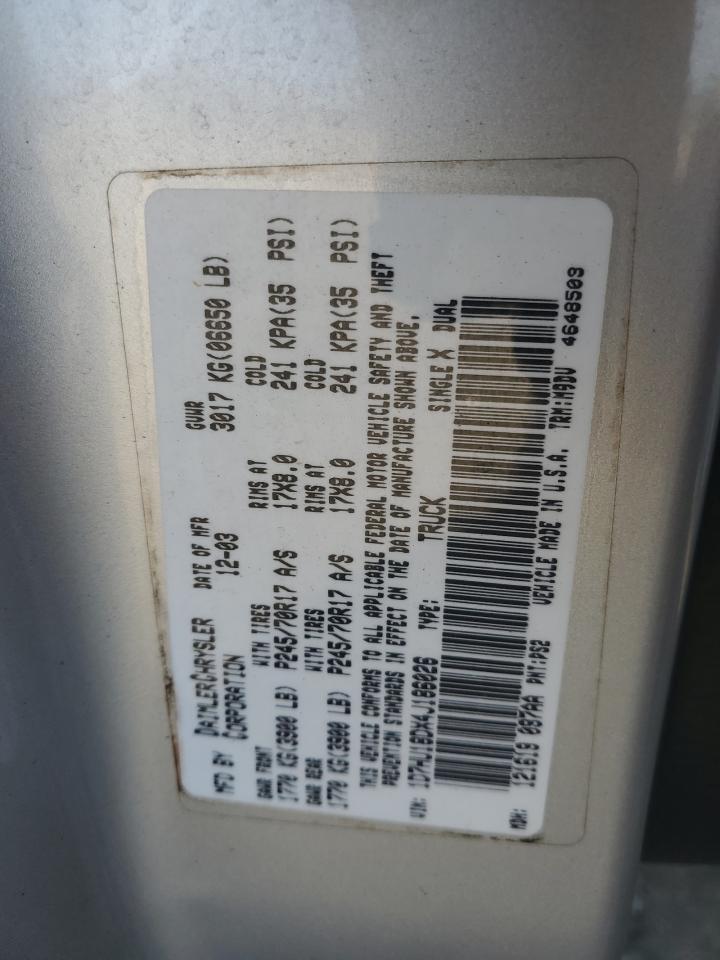 MFD BY DAIMLERCHRYSLER CORPORATION
DATE OF MFR 12-03
GVWR 3017 KG(06650 LB)
GAWR FRONT WITH TIRES RIMS AT COLD
1770 KG(3900 LB) P245/70R17 A/S 17X8.0 241 KPA(35 PSI)
GAWR REAR WITH TIRES RIMS AT COLD
1770 KG(3900 LB) P245/70R17 A/S 17X8.0 241 KPA(35 PSI)
THIS VEHICLE CONFORMS TO ALL APPLICABLE FEDERAL MOTOR VEHICLE SAFETY AND THEFT
PREVENTION STANDARDS IN EFFECT ON THE DATE OF MANUFACTURE SHOWN ABOVE.
VIN: 1D7HU18DX4J186026 TYPE: TRUCK SINGLE X DUAL
MDH: 121619 087AA PNT:PS2 VEHICLE MADE IN U.S.A. TRM:M9DV 4648509